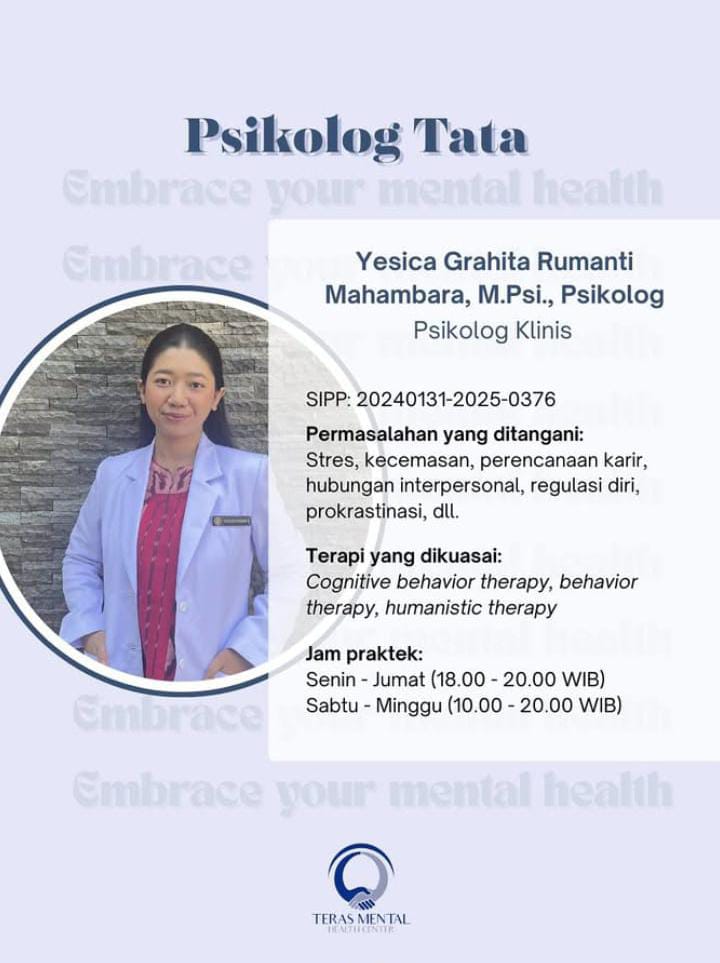 Psikolog Tata
Embrace your mental health
Embrace your mental health
Yesica Grahita Rumanti
Mahambara, M.Psi., Psikolog
Psikolog Klinis
SIPP: 20240131-2025-0376
Permasalahan yang ditangani:
Stres, kecemasan, perencanaan karir,
hubungan interpersonal, regulasi diri,
prokrastinasi, dll.
Terapi yang dikuasai:
Cognitive behavior therapy, behavior
therapy, humanistic therapy
Jam praktek:
Senin - Jumat (18.00 - 20.00 WIB)
Sabtu - Minggu (10.00 - 20.00 WIB)
Embrace your mental health
Embrace your mental health
TERAS MENTAL
HEALTH CENTER